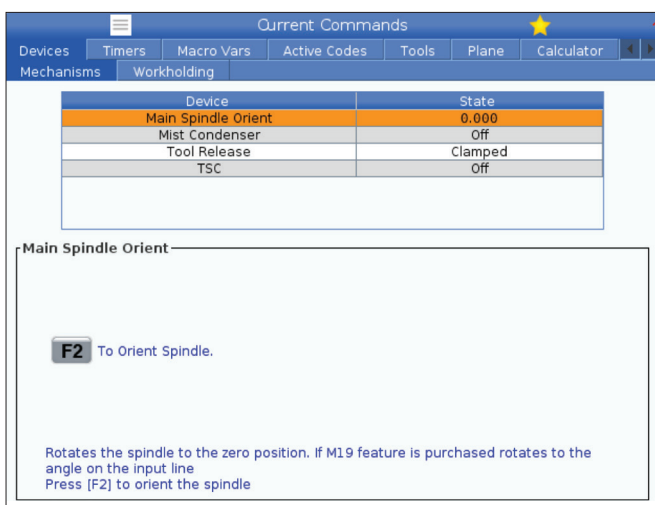 Current Commands
Devices Timers Macro Vars Active Codes Tools Plane Calculator
Mechanisms Workholding
Device State
Main Spindle Orient 0.000
Mist Condenser Off
Tool Release Clamped
TSC Off
Main Spindle Orient
F2 To Orient Spindle.
Rotates the spindle to the zero position. If M19 feature is purchased rotates to the
angle on the input line
Press [F2] to orient the spindle